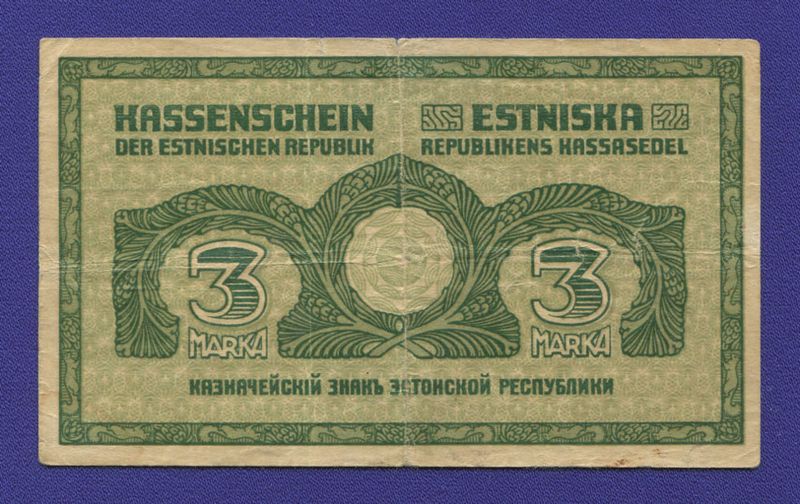 KASSENSCHEIN
DER ESTNISCHEN REPUBLIK
ESTNISKA
REPUBLIKENS KASSASEDEL
3
MARKA
3
MARKA
КАЗНАЧЕЙСКІЙ ЗНАКЪ ЭСТОНСКОЙ РЕСПУБЛИКИ